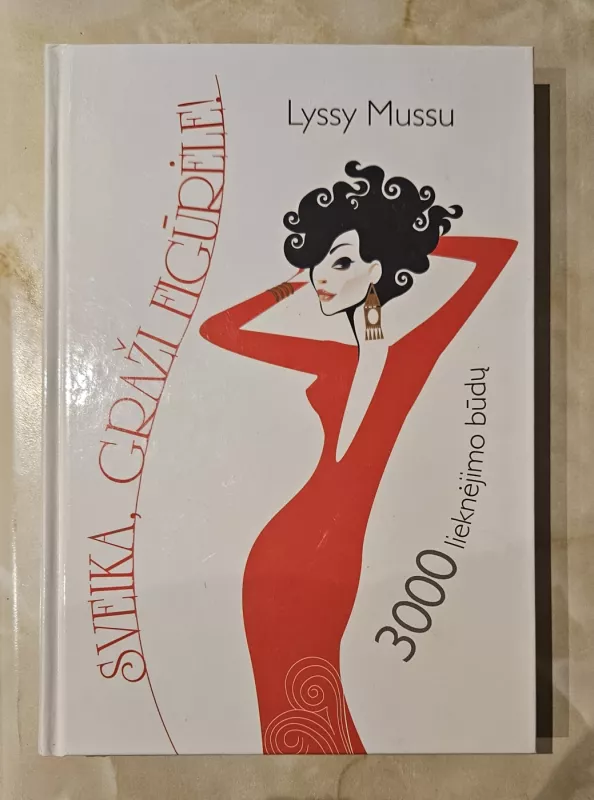 Lyssy Mussu
SVEIKA, GRAŽI FIGŪRĖLE!
3000 lieknėjimo būdų